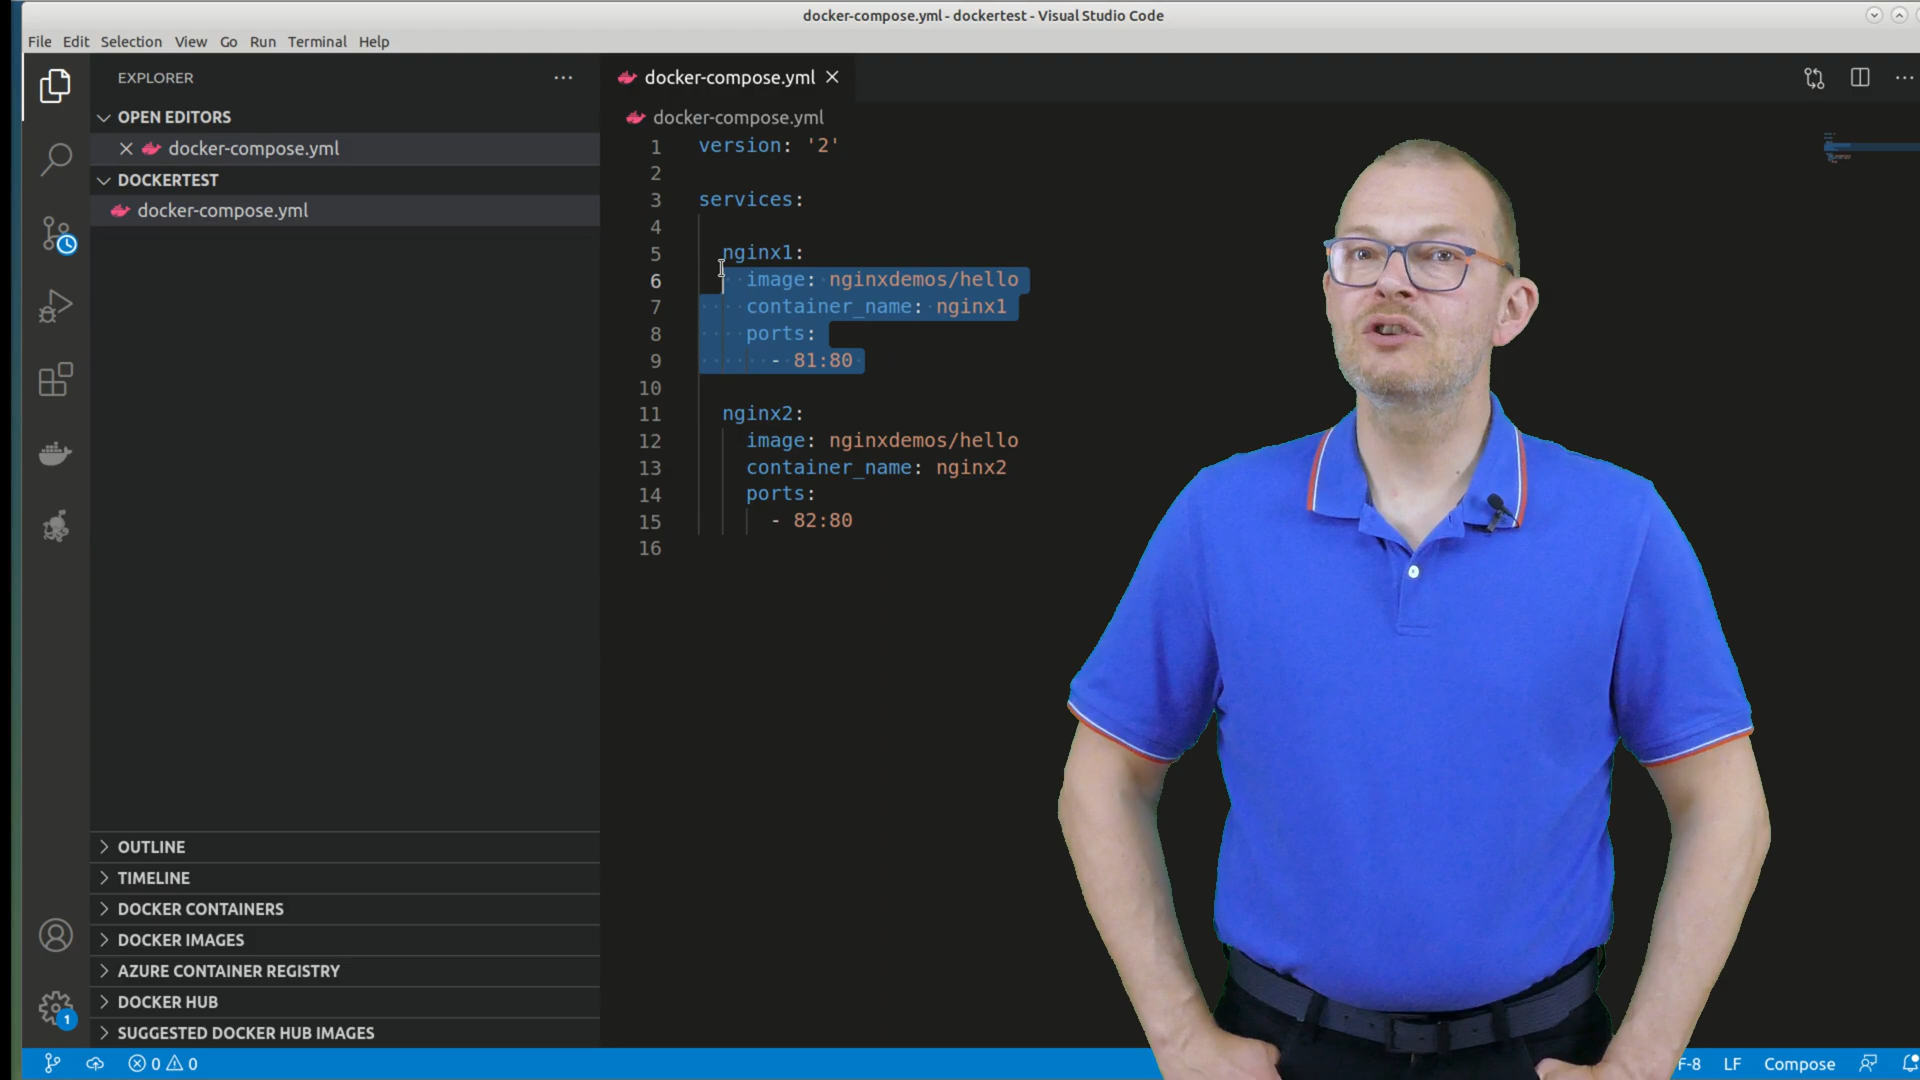 docker-compose.yml - dockertest - Visual Studio Code
File Edit Selection View Go Run Terminal Help
EXPLORER
OPEN EDITORS
docker-compose.yml
DOCKERTEST
docker-compose.yml
OUTLINE
TIMELINE
DOCKER CONTAINERS
DOCKER IMAGES
AZURE CONTAINER REGISTRY
DOCKER HUB
SUGGESTED DOCKER HUB IMAGES
1
docker-compose.yml
docker-compose.yml
1 version: '2'
2
3 services:
4
5 nginx1:
6 image: nginxdemos/hello
7 container_name: nginx1
8 ports:
9 - 81:80
10
11 nginx2:
12 image: nginxdemos/hello
13 container_name: nginx2
14 ports:
15 - 82:80
16
0 0
F-8 LF Compose